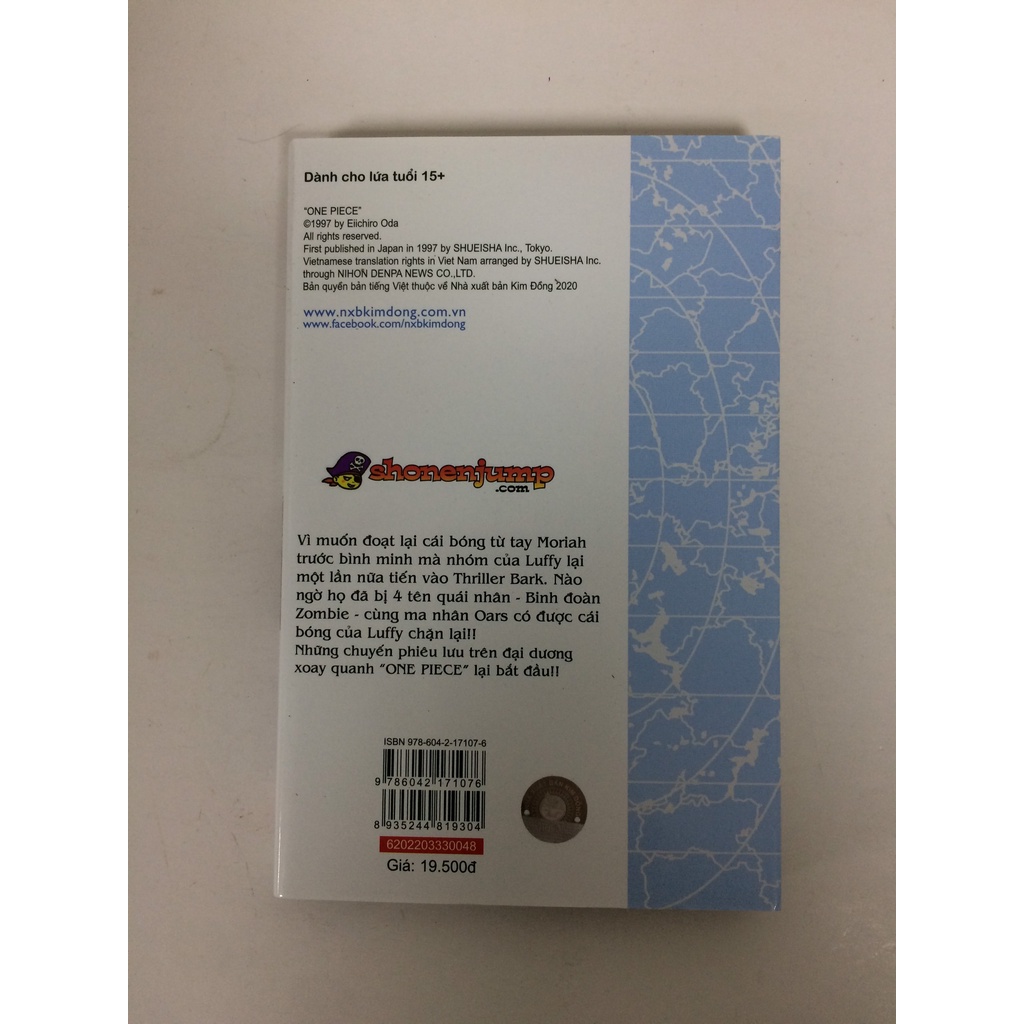 Dành cho lứa tuổi 15+
"ONE PIECE"
©1997 by Eiichiro Oda
All rights reserved.
First published in Japan in 1997 by SHUEISHA Inc., Tokyo.
Vietnamese translation rights in Viet Nam arranged by SHUEISHA Inc.
through NIHON DENPA NEWS CO.,LTD.
Bản quyền bản tiếng Việt thuộc về Nhà xuất bản Kim Đồng 2020
www.nxbkimdong.com.vn
www.facebook.com/nxbkimdong
shonenjump
.com
Vì muốn đoạt lại cái bóng từ tay Moriah
trước bình minh mà nhóm của Luffy lại
một lần nữa tiến vào Thriller Bark. Nào
ngờ họ đã bị 4 tên quái nhân - Binh đoàn
Zombie - cùng ma nhân Oars có được cái
bóng của Luffy chặn lại!!
Những chuyến phiêu lưu trên đại dương
xoay quanh "ONE PIECE" lại bắt đầu!!
ISBN 978-604-2-17107-6
9 786042 171076
8 935244 819304
6202203330048
Giá: 19.500đ